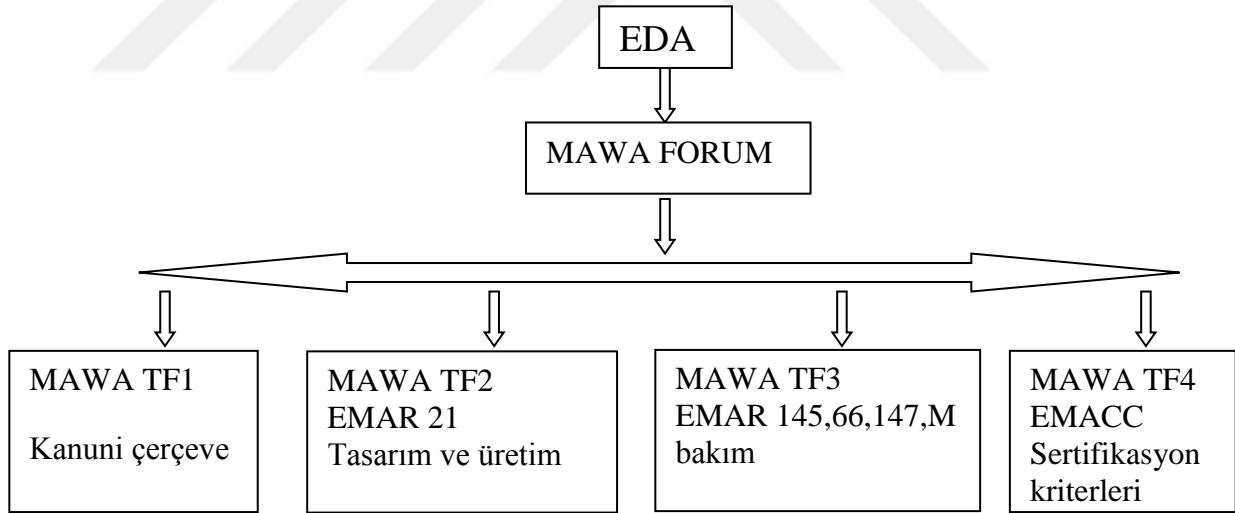 EDA
MAWA FORUM
MAWA TF1
Kanuni çerçeve
MAWA TF2
EMAR 21
Tasarım ve üretim
MAWA TF3
EMAR 145,66,147,M
bakım
MAWA TF4
EMACC
Sertifikasyon
kriterleri